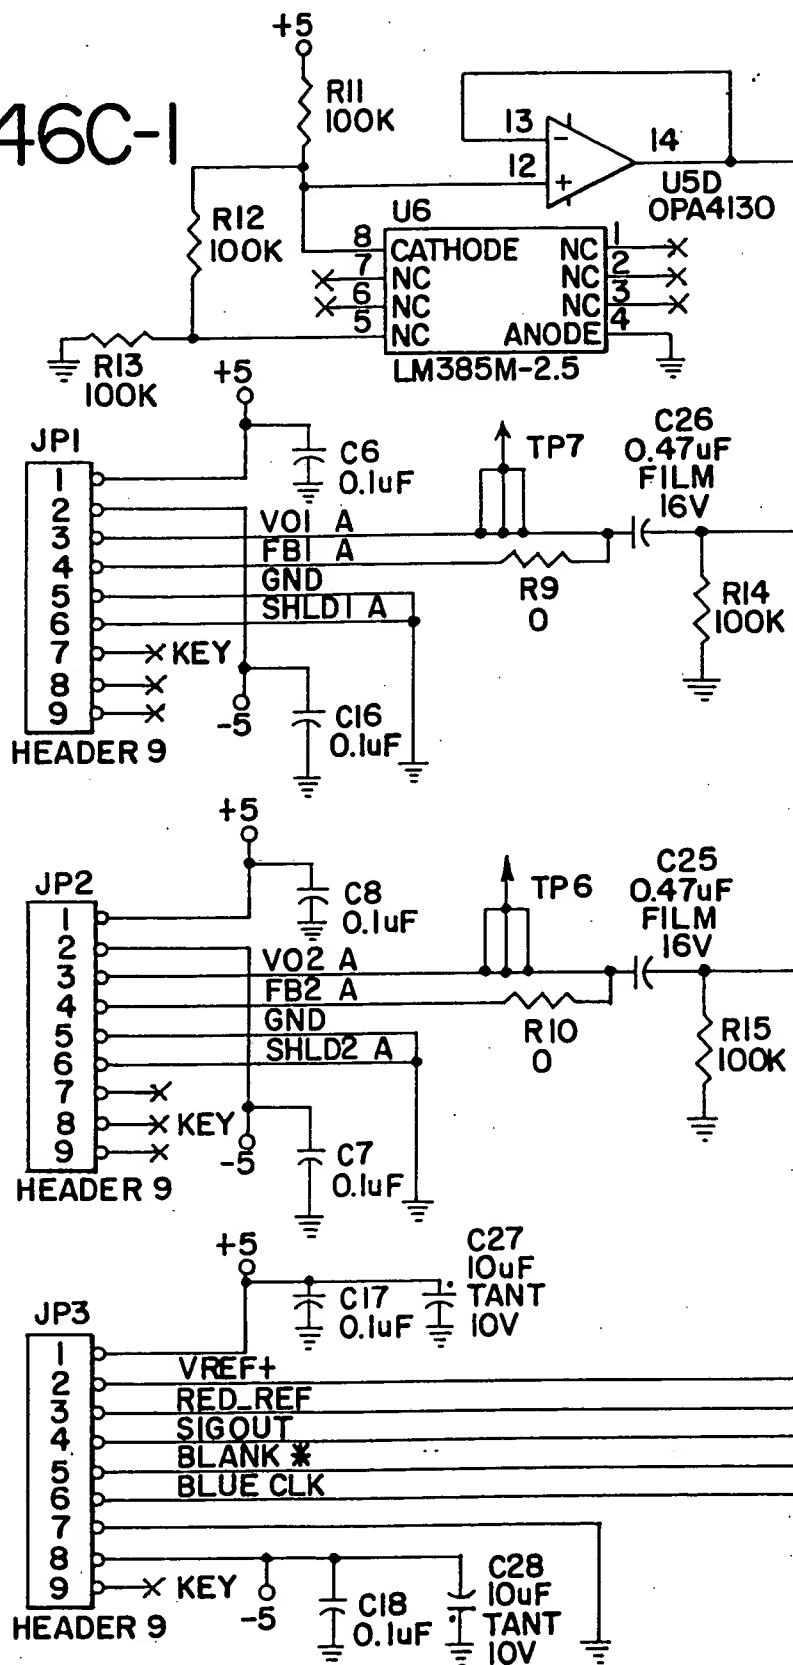 +5
46C-1
R11
100K
13
14
12
U5D
OPA4130
R12
100K
U6
8 CATHODE NC 1
7 NC NC 2
6 NC NC 3
5 NC ANODE 4
LM385M-2.5
R13
100K
+5
JP1
C6
0.1uF
TP7
C26
0.47uF
FILM
16V
1
2
3 VO1 A
4 FB1 A
5 GND
6 SHLD1 A
7 KEY
8
9
-5
HEADER 9
R9
0
R14
100K
C16
0.1uF
+5
JP2
C8
0.1uF
TP6
C25
0.47uF
FILM
16V
1
2
3 VO2 A
4 FB2 A
5 GND
6 SHLD2 A
7
8 KEY
9
-5
HEADER 9
R10
0
R15
100K
C7
0.1uF
+5
JP3
C17
0.1uF
C27
10uF
TANT
10V
1
2 VREF+
3 RED_REF
4 SIGOUT
5 BLANK *
6 BLUE CLK
7
8
9 KEY
-5
HEADER 9
C18
0.1uF
C28
10uF
TANT
10V